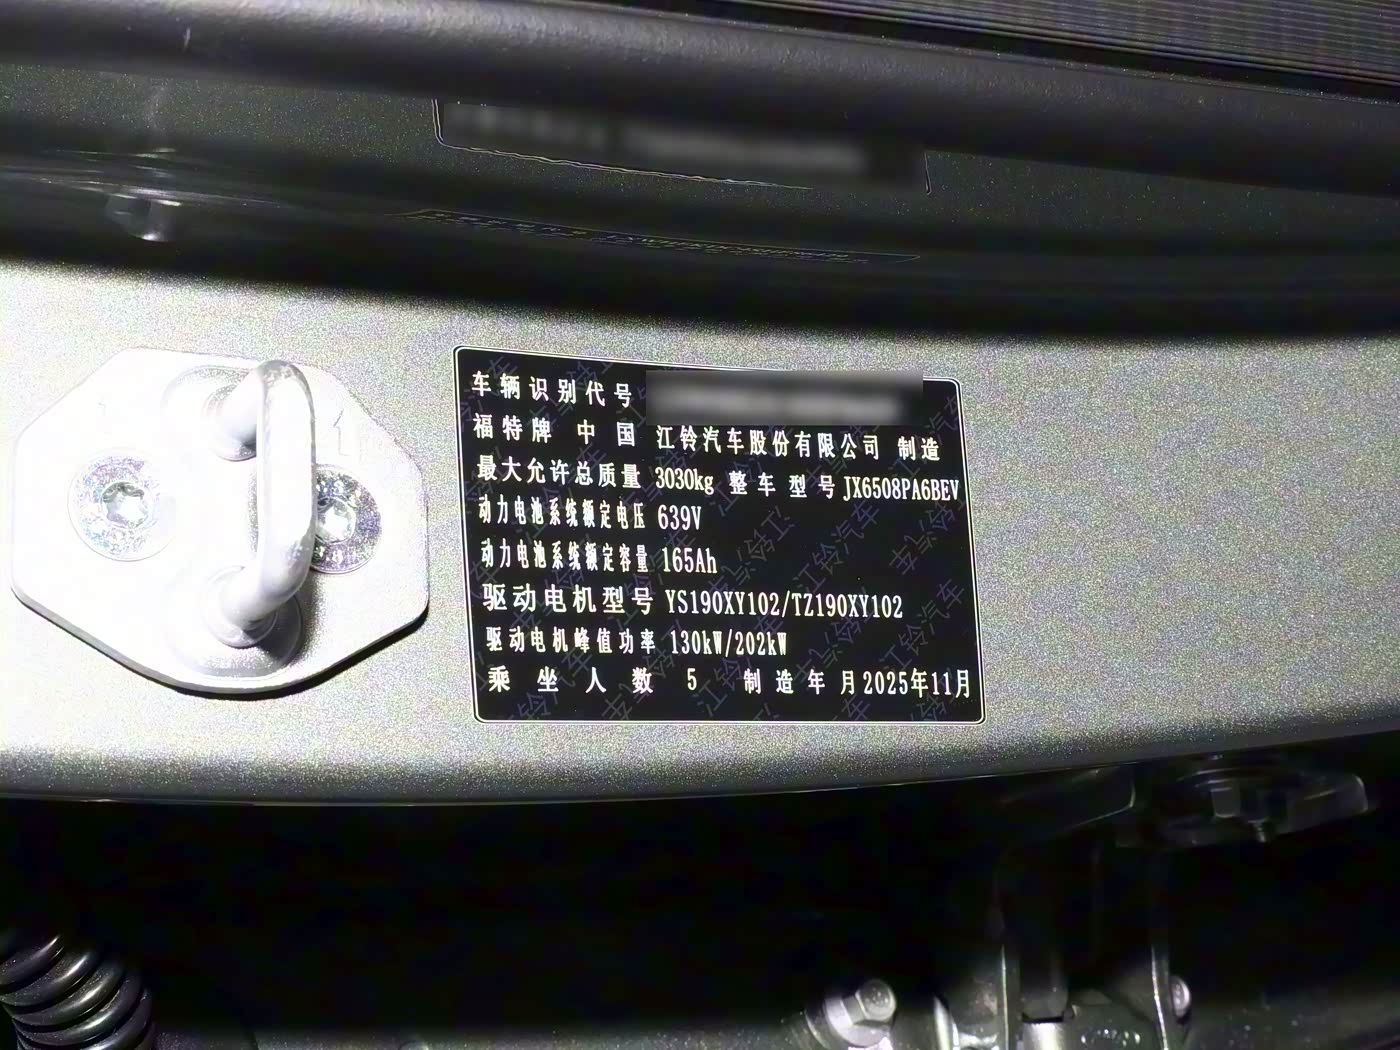 车辆识别代号
福特牌 中国 江铃汽车股份有限公司 制造
最大允许总质量 3030kg 整车型号 JX6508PA6BEV
动力电池系统额定电压 639V
动力电池系统额定容量 165Ah
驱动电机型号 YS190XY102/TZ190XY102
驱动电机峰值功率 130kW/202kW
乘坐人数 5 制造年月 2025年11月